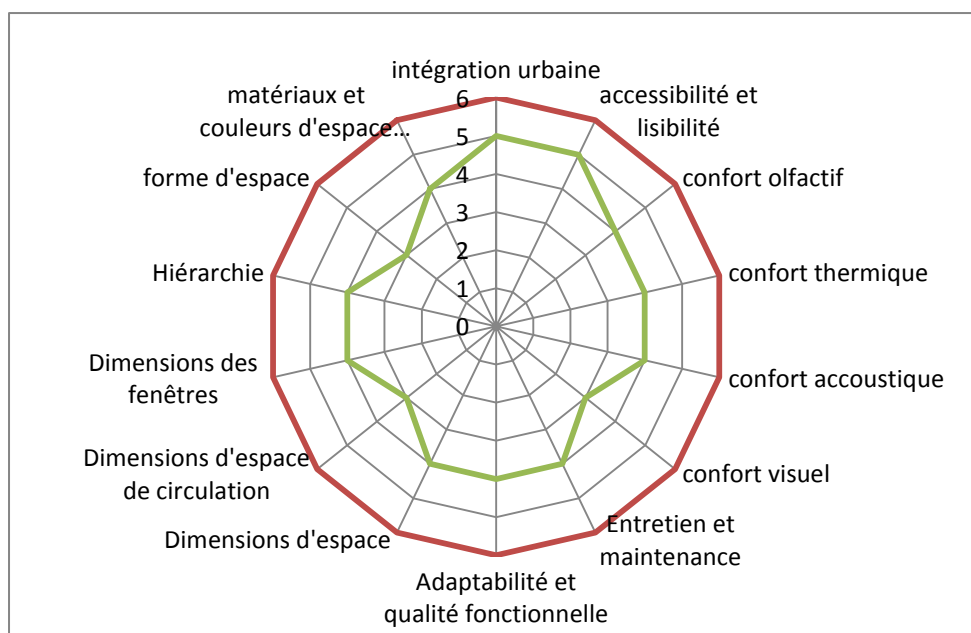 intégration urbaine
accessibilité et
lisibilité
confort olfactif
confort thermique
confort accoustique
confort visuel
Entretien et
maintenance
Adaptabilité et
qualité fonctionnelle
Dimensions d'espace
Dimensions d'espace
de circulation
Dimensions des
fenêtres
Hiérarchie
forme d'espace
matériaux et
couleurs d'espace...
6
5
4
3
2
1
0